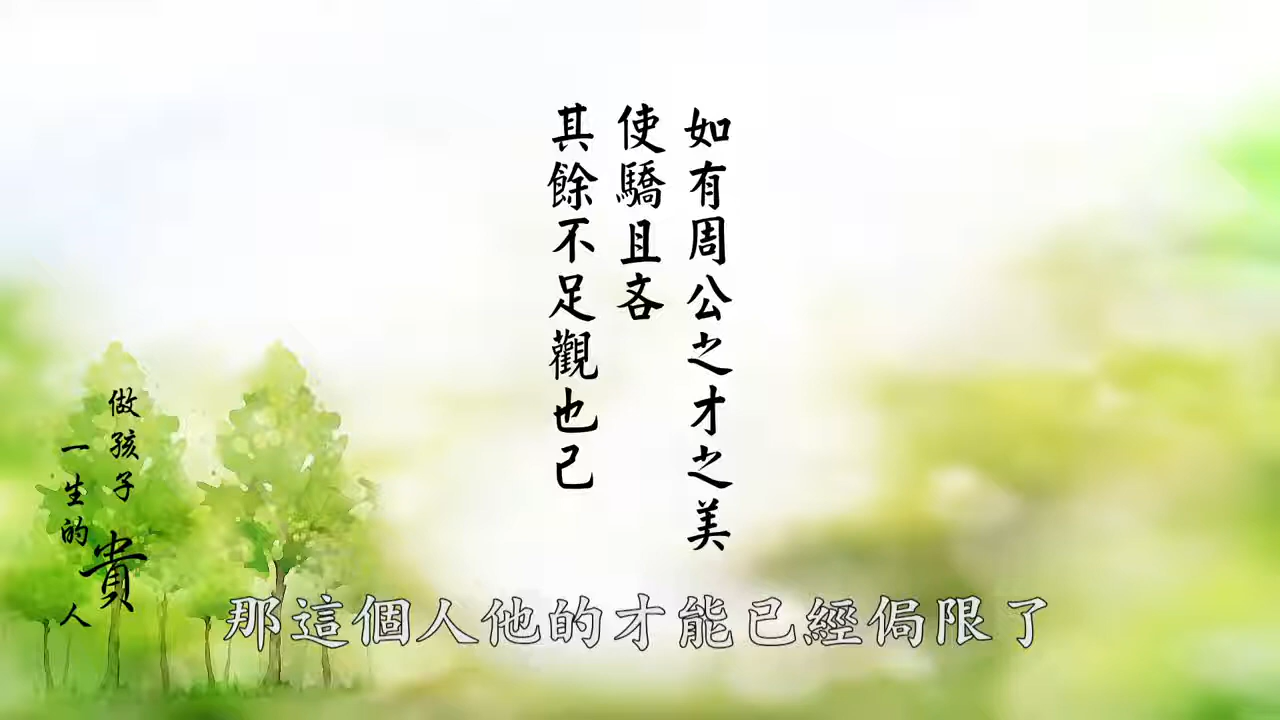 如有周公之才之美
使驕且吝
其餘不足觀也已
做孩子
一生的
貴
人
那這個人他的才能已經侷限了